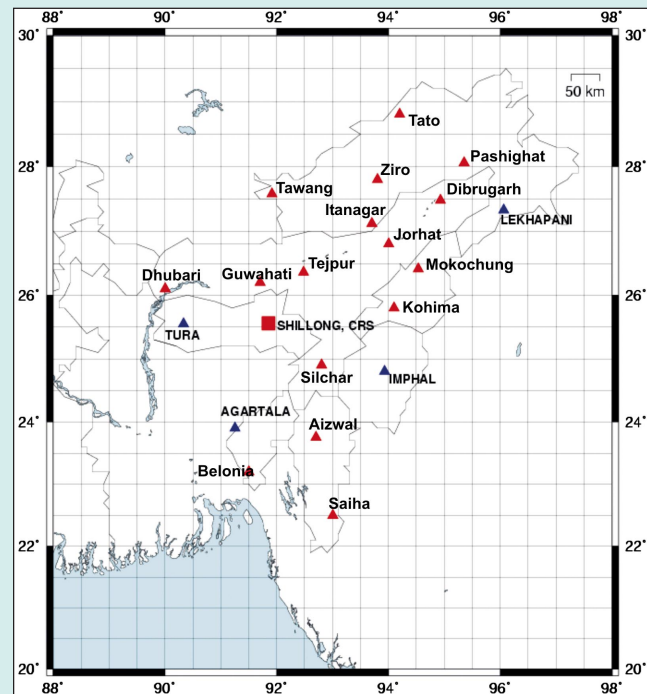 88° 90° 92° 94° 96° 98°
30° 30°
50 km
Tato
28° 28°
Pashighat
Ziro
Tawang
Dibrugarh
Itanagar
LEKHAPANI
Jorhat
Mokochung
Tejpur
Guwahati
Dhubari
26° 26°
Kohima
SHILLONG, CRS
TURA
Silchar
IMPHAL
24° 24°
AGARTALA
Aizwal
Belonia
Saiha
22° 22°
20° 20°
88° 90° 92° 94° 96° 98°